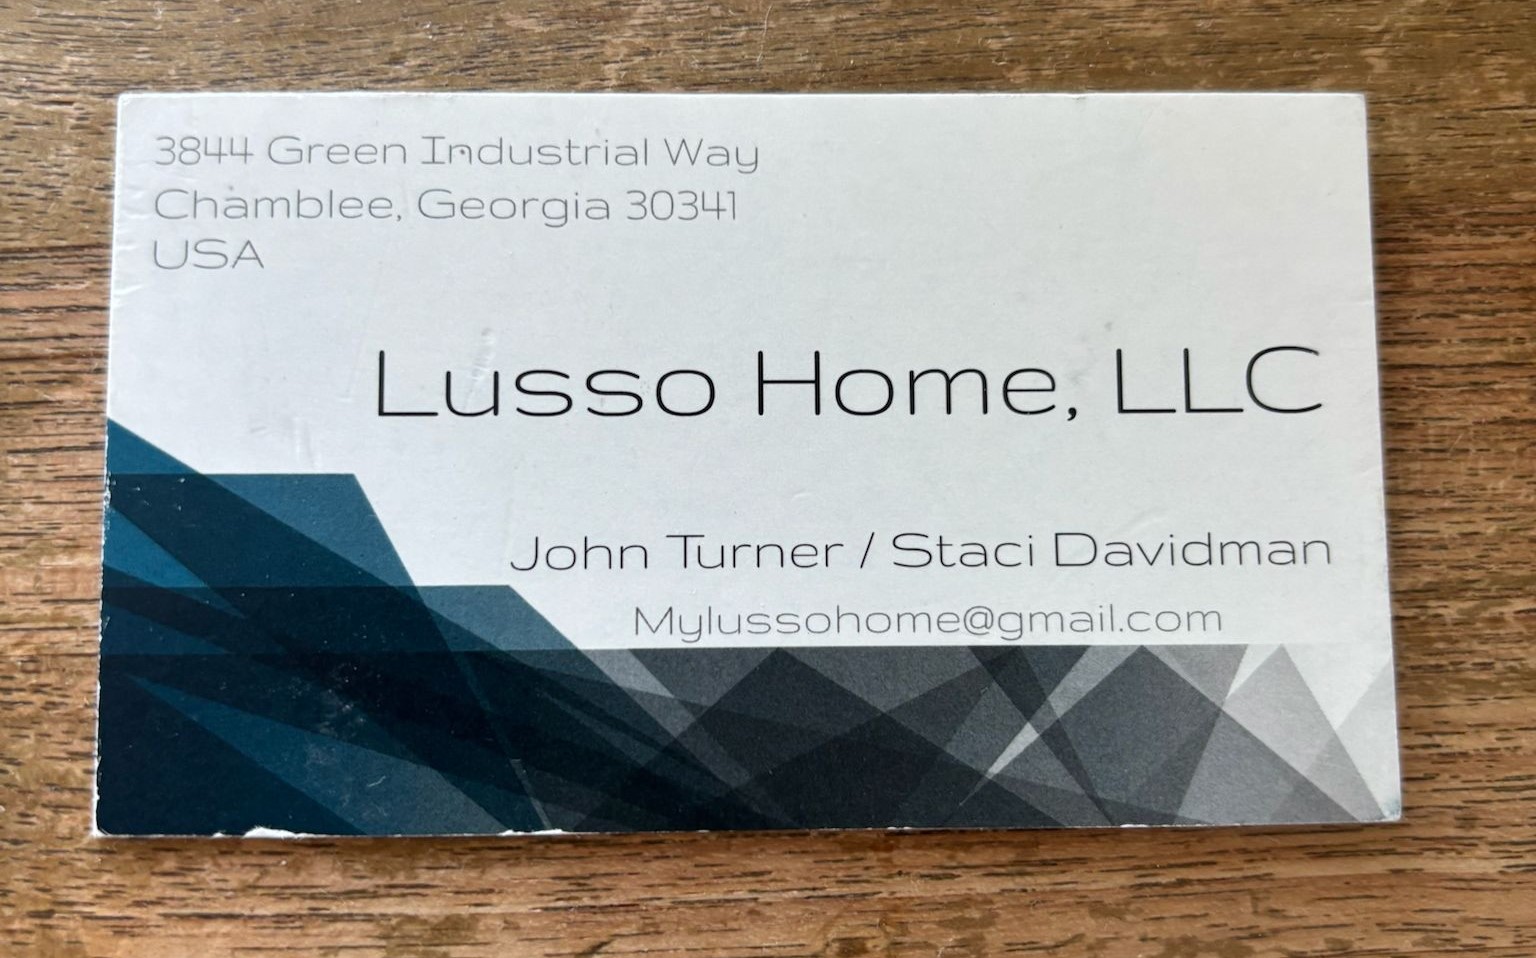 3844 Green Industrial Way
Chamblee, Georgia 30341
USA
Lusso Home, LLC
John Turner / Staci Davidman
Mylussohome@gmail.com